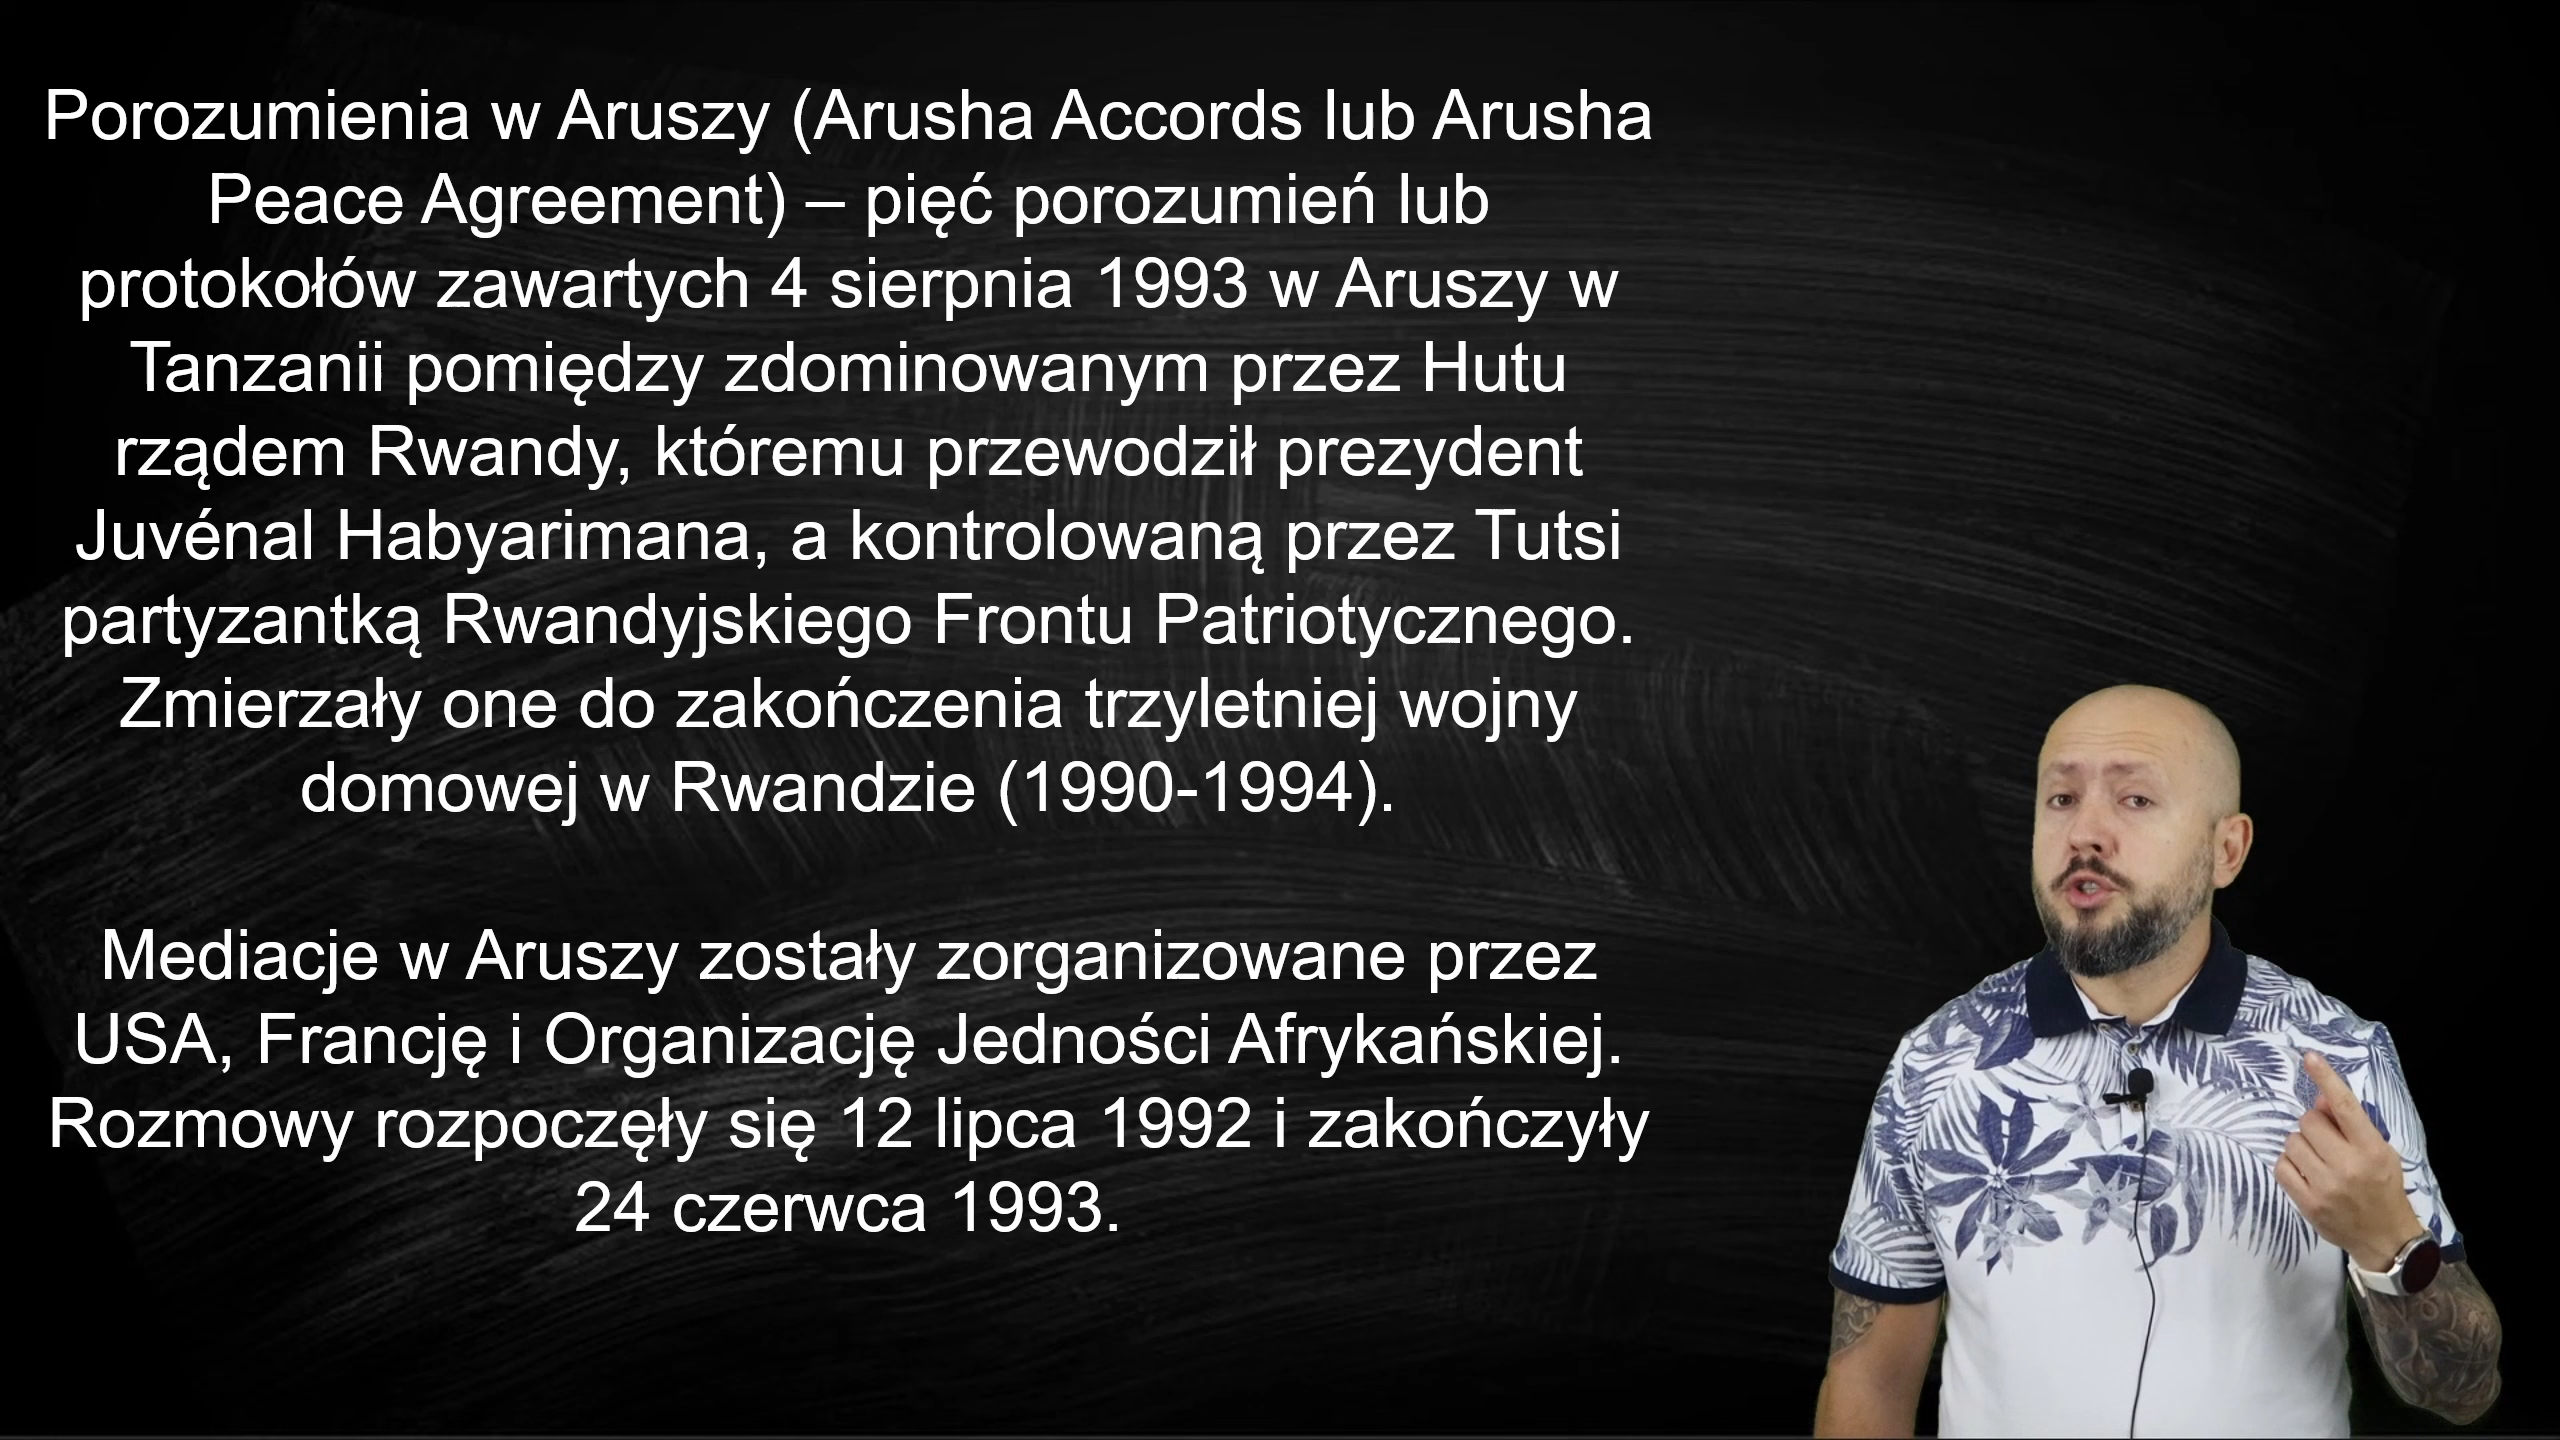 Porozumienia w Aruszy (Arusha Accords lub Arusha
Peace Agreement) – pięć porozumień lub
protokołów zawartych 4 sierpnia 1993 w Aruszy w
Tanzanii pomiędzy zdominowanym przez Hutu
rządem Rwandy, któremu przewodził prezydent
Juvénal Habyarimana, a kontrolowaną przez Tutsi
partyzantką Rwandyjskiego Frontu Patriotycznego.
Zmierzały one do zakończenia trzyletniej wojny
domowej w Rwandzie (1990-1994).
Mediacje w Aruszy zostały zorganizowane przez
USA, Francję i Organizację Jedności Afrykańskiej.
Rozmowy rozpoczęły się 12 lipca 1992 i zakończyły
24 czerwca 1993.